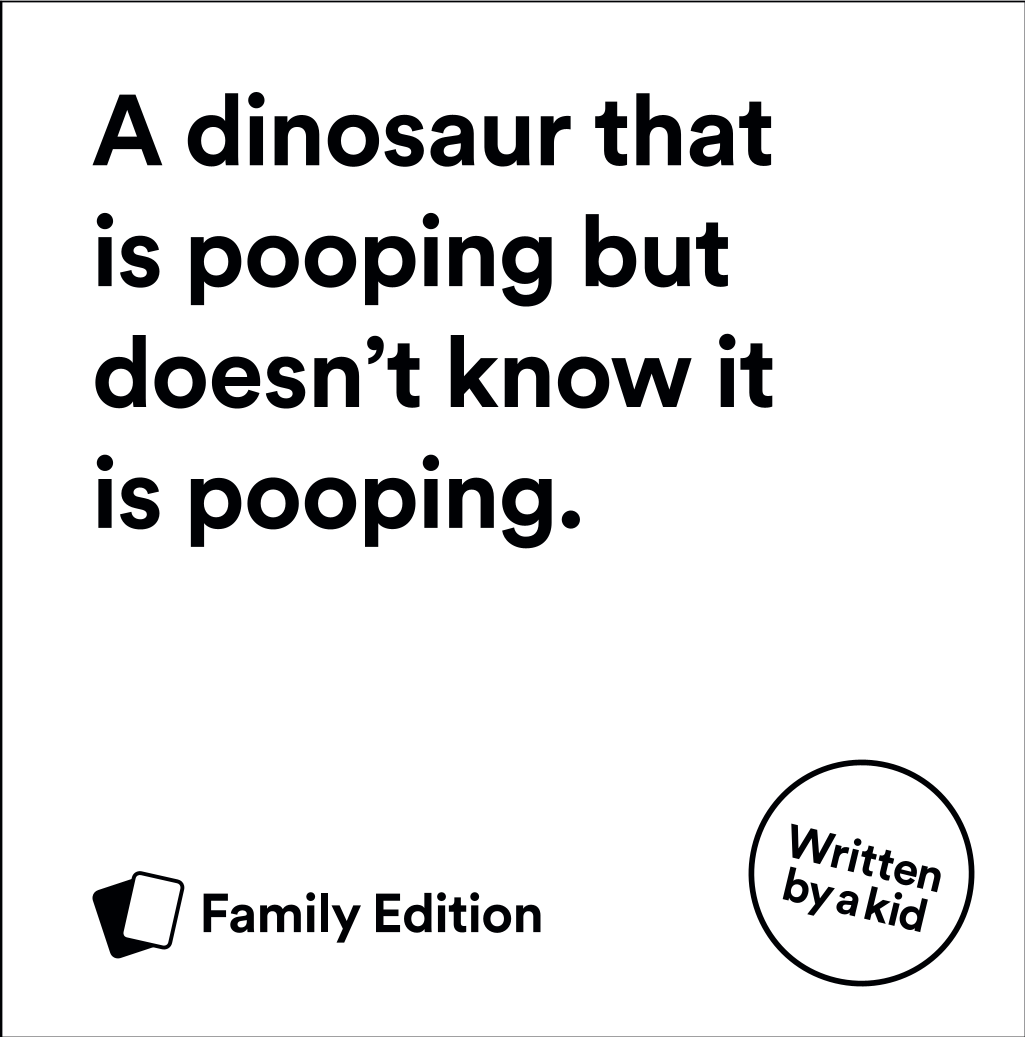 A dinosaur that
is pooping but
doesn’t know it
is pooping.
Family Edition
Written
by a kid